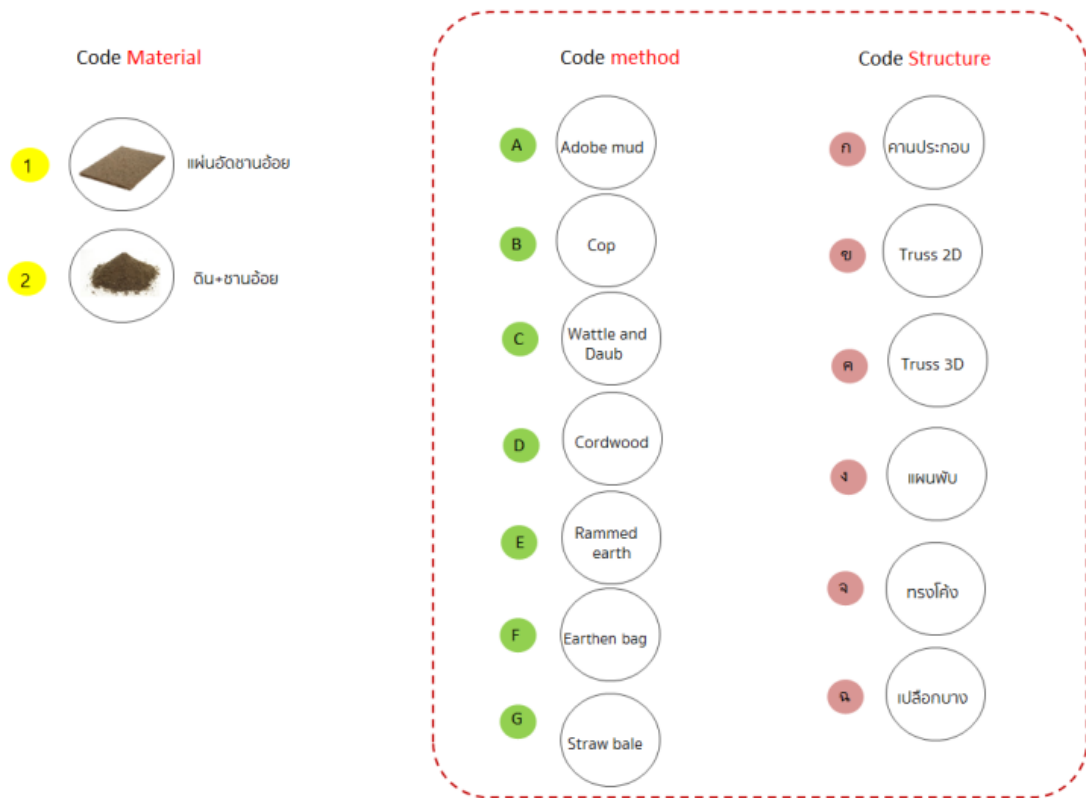 Code Material
1
แผ่นอัดชานอ้อย
2
ดิน+ชานอ้อย
Code method
A
Adobe mud
B
Cop
C
Wattle and
Daub
D
Cordwood
E
Rammed
earth
F
Earthen bag
G
Straw bale
Code Structure
ก
คานประกอบ
ข
Truss 2D
ค
Truss 3D
ง
แผนพับ
จ
ทรงโค้ง
ฉ
เปลือกบาง